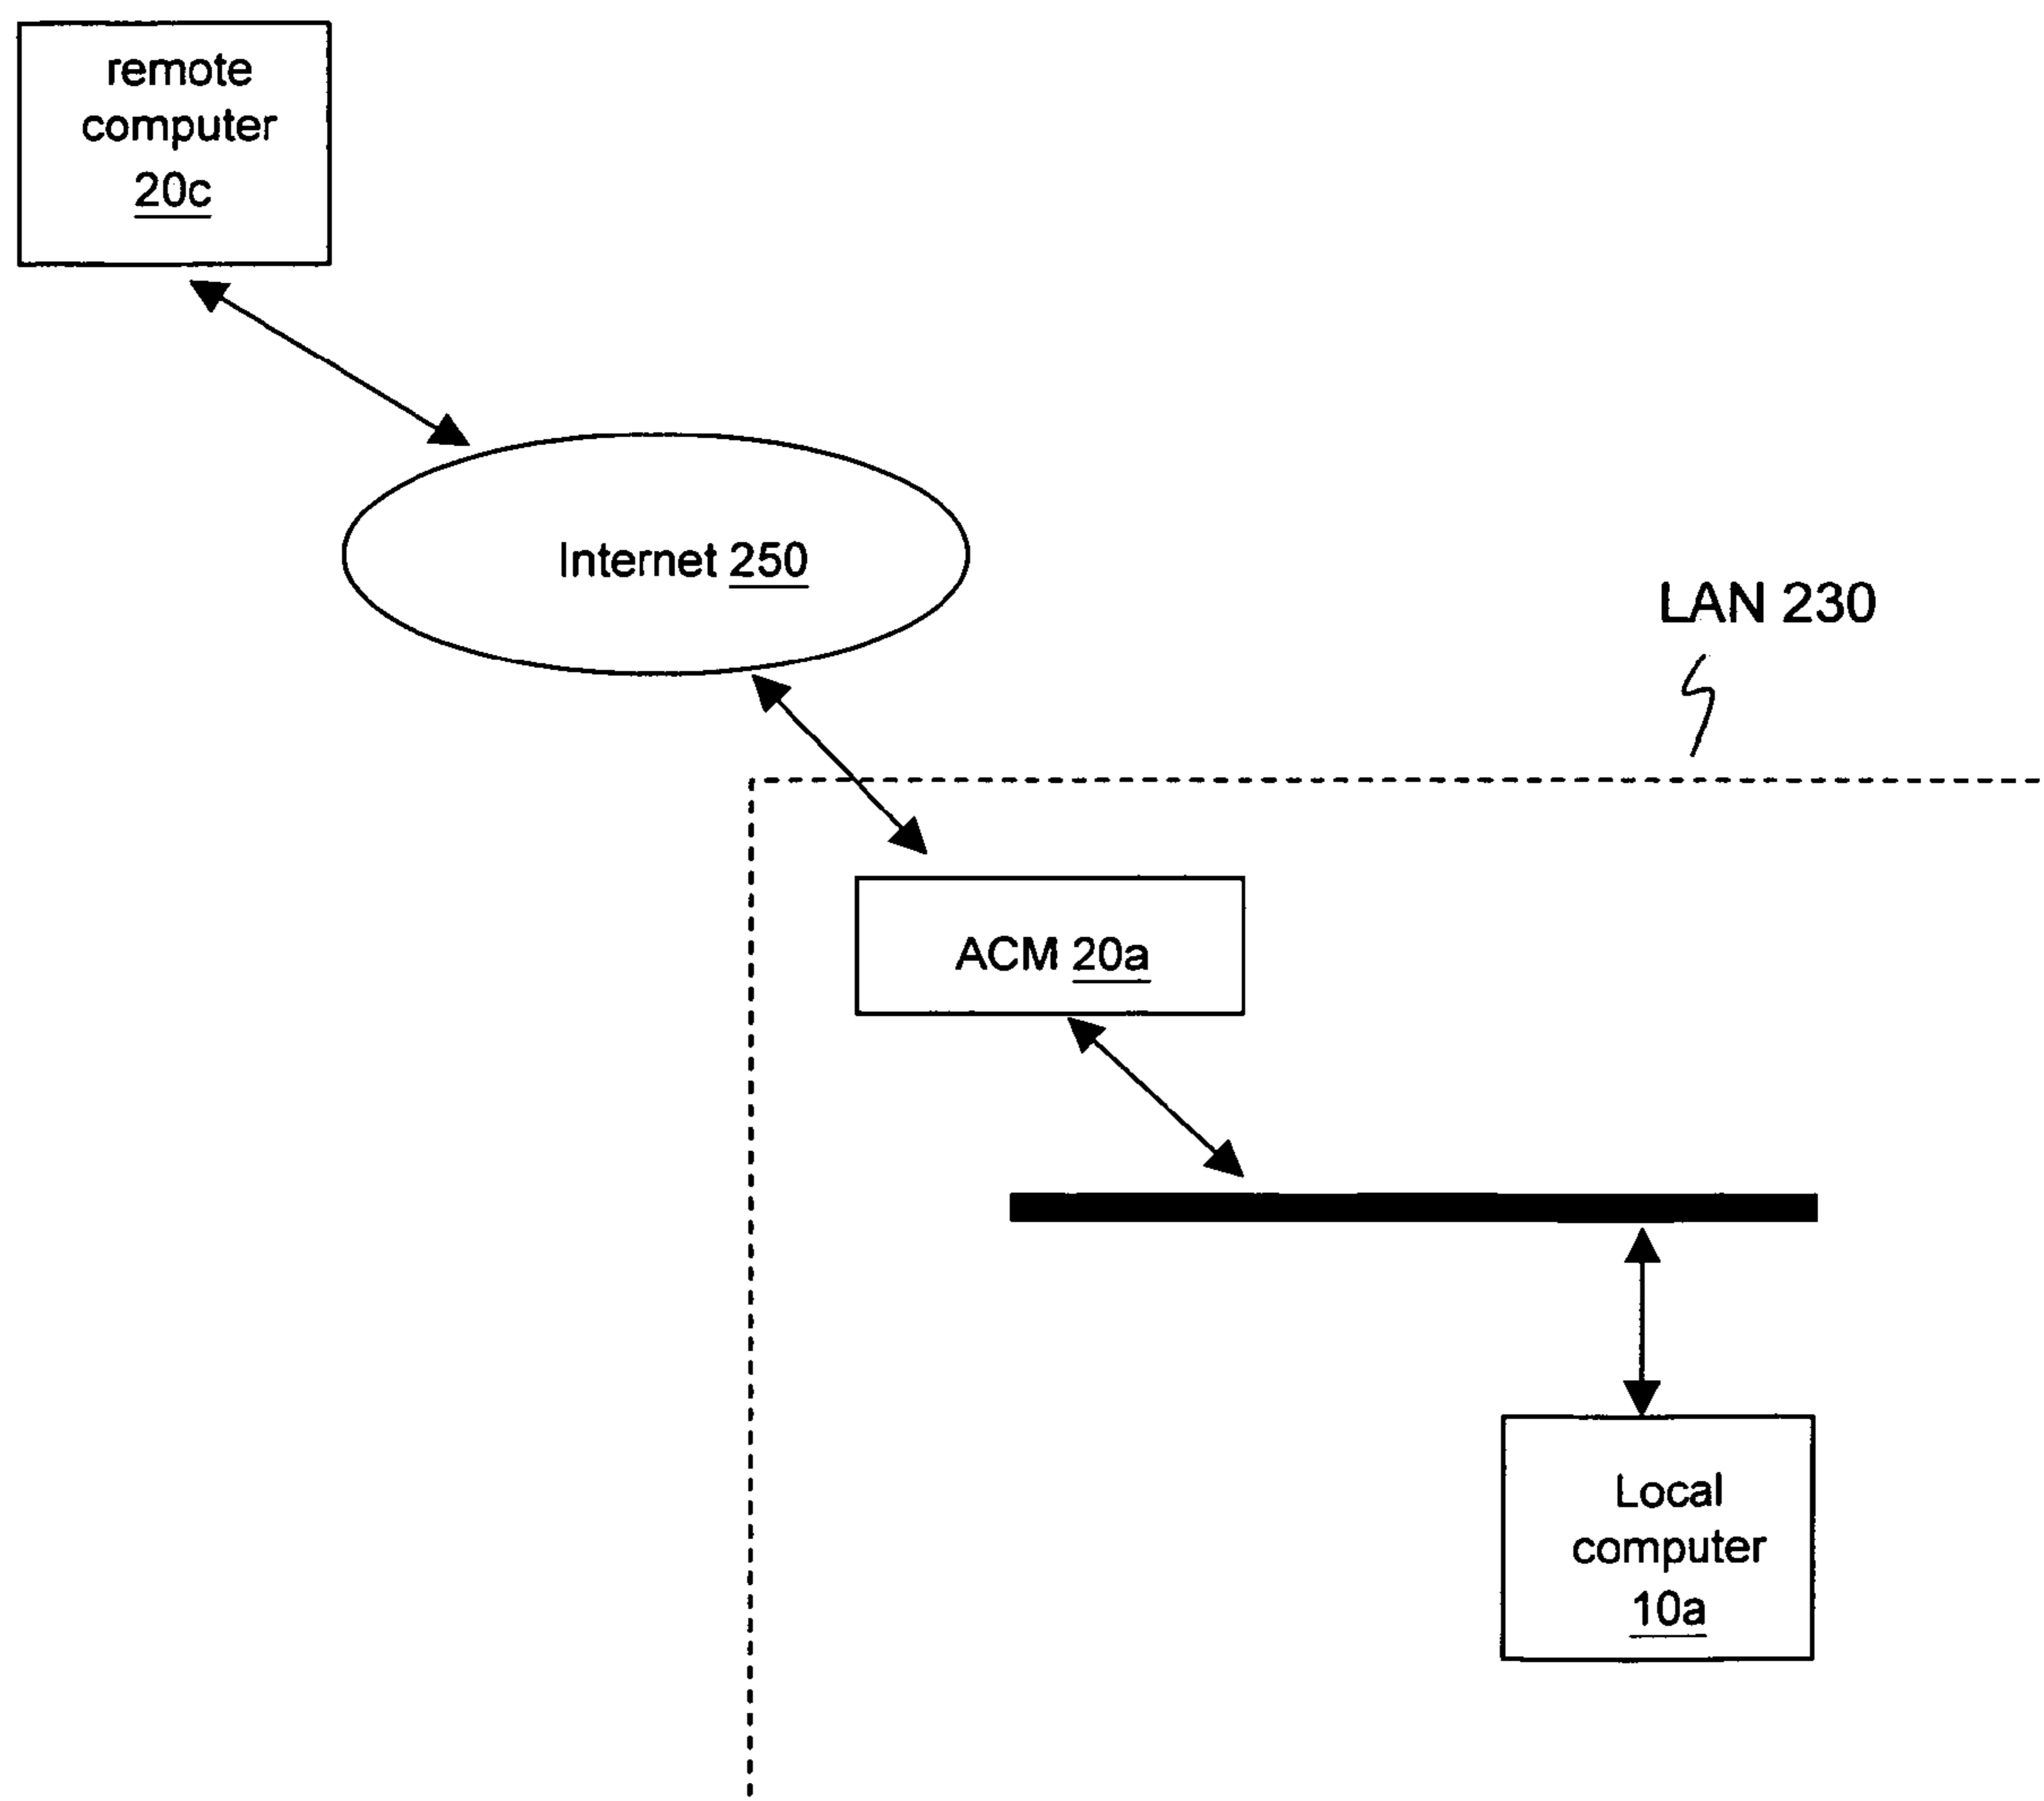 remote
computer
20c
Internet 250
LAN 230
ACM 20a
Local
computer
10a